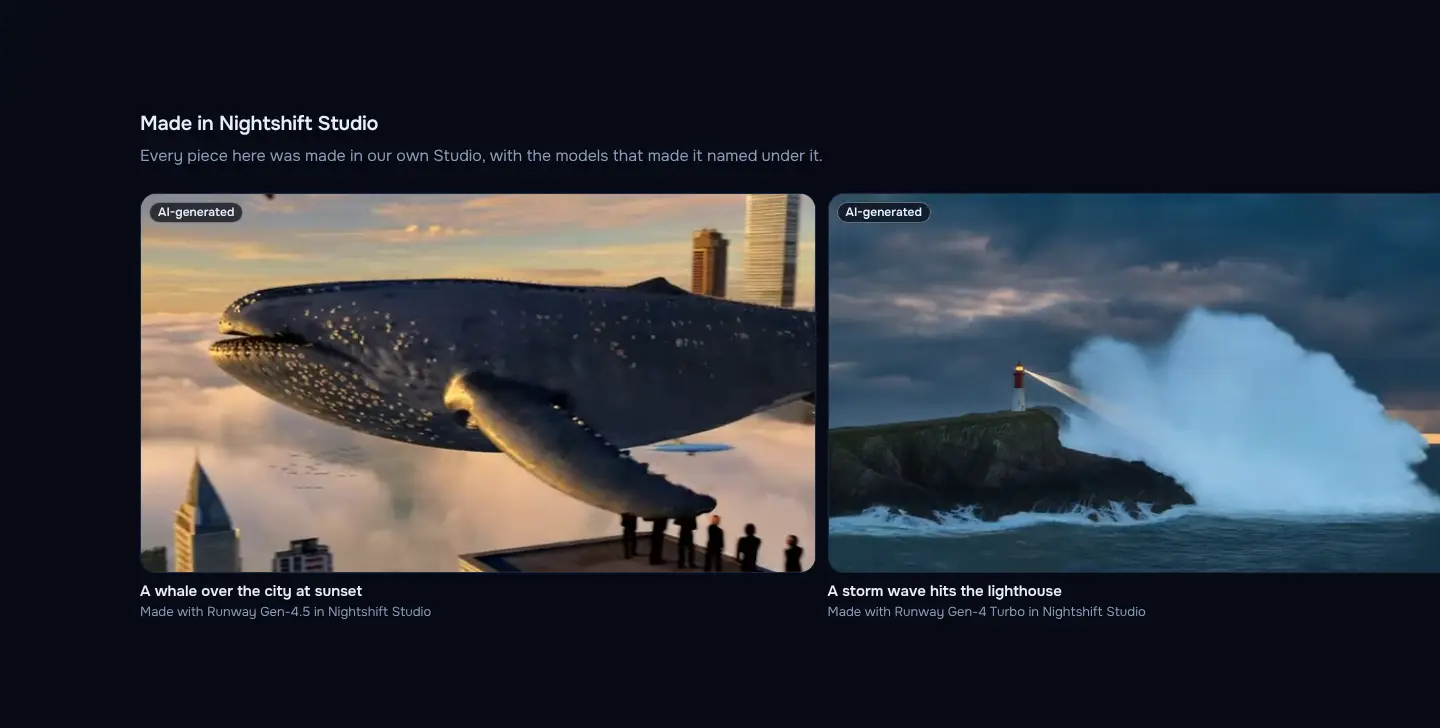 Made in Nightshift Studio
Every piece here was made in our own Studio, with the models that made it named under it.
AI-generated
AI-generated
A whale over the city at sunset
Made with Runway Gen-4.5 in Nightshift Studio
A storm wave hits the lighthouse
Made with Runway Gen-4 Turbo in Nightshift Studio